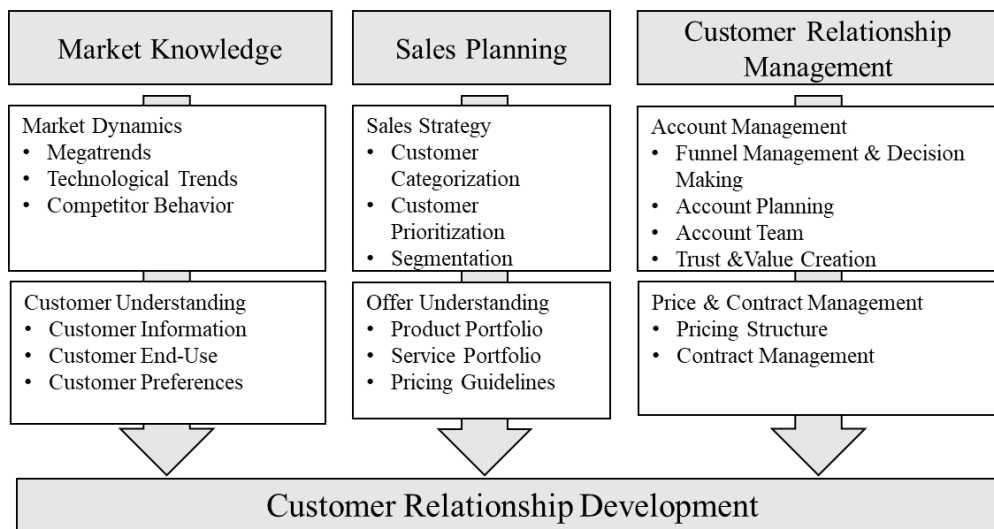 Market Knowledge
Market Dynamics
• Megatrends
• Technological Trends
• Competitor Behavior
Customer Understanding
• Customer Information
• Customer End-Use
• Customer Preferences
Sales Planning
Sales Strategy
• Customer
Categorization
• Customer
Prioritization
• Segmentation
Offer Understanding
• Product Portfolio
• Service Portfolio
• Pricing Guidelines
Customer Relationship
Management
Account Management
• Funnel Management & Decision
Making
• Account Planning
• Account Team
• Trust &Value Creation
Price & Contract Management
• Pricing Structure
• Contract Management
Customer Relationship Development